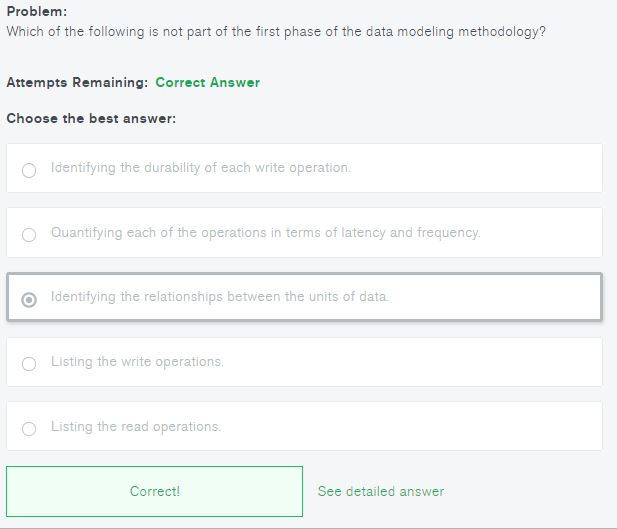 Problem:
Which of the following is not part of the first phase of the data modeling methodology?
Attempts Remaining: Correct Answer
Choose the best answer:
Identifying the durability of each write operation.
Quantifying each of the operations in terms of latency and frequency.
Identifying the relationships between the units of data.
Listing the write operations.
Listing the read operations.
Correct! See detailed answer